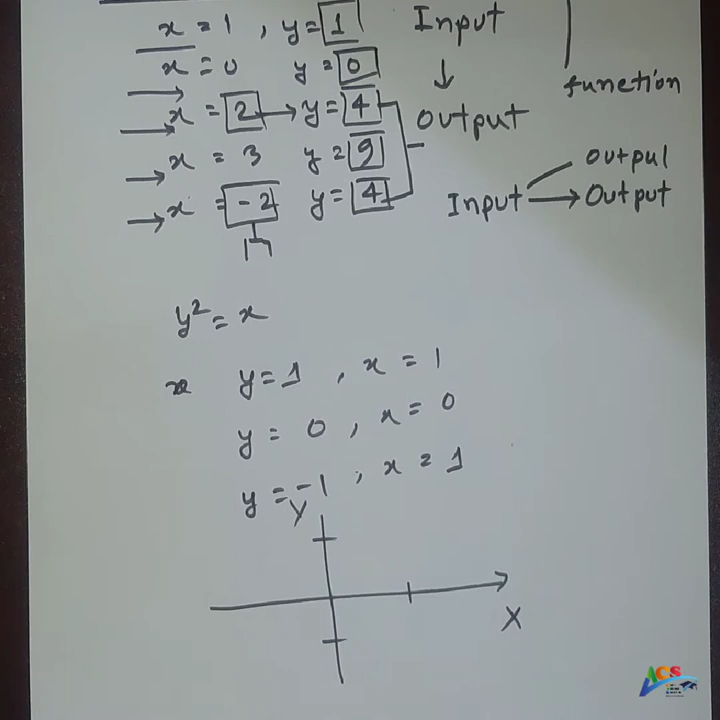 x = 1 , y = 1
x = 0 y = 0
x = 2 → y = 4
x = 3 y = 9
x = -2 y = 4
Input
↓
Output
function
Output
Input → Output
y² = x
y = 1 , x = 1
y = 0 , x = 0
y = -1 , x = 1
Y
X
ACS